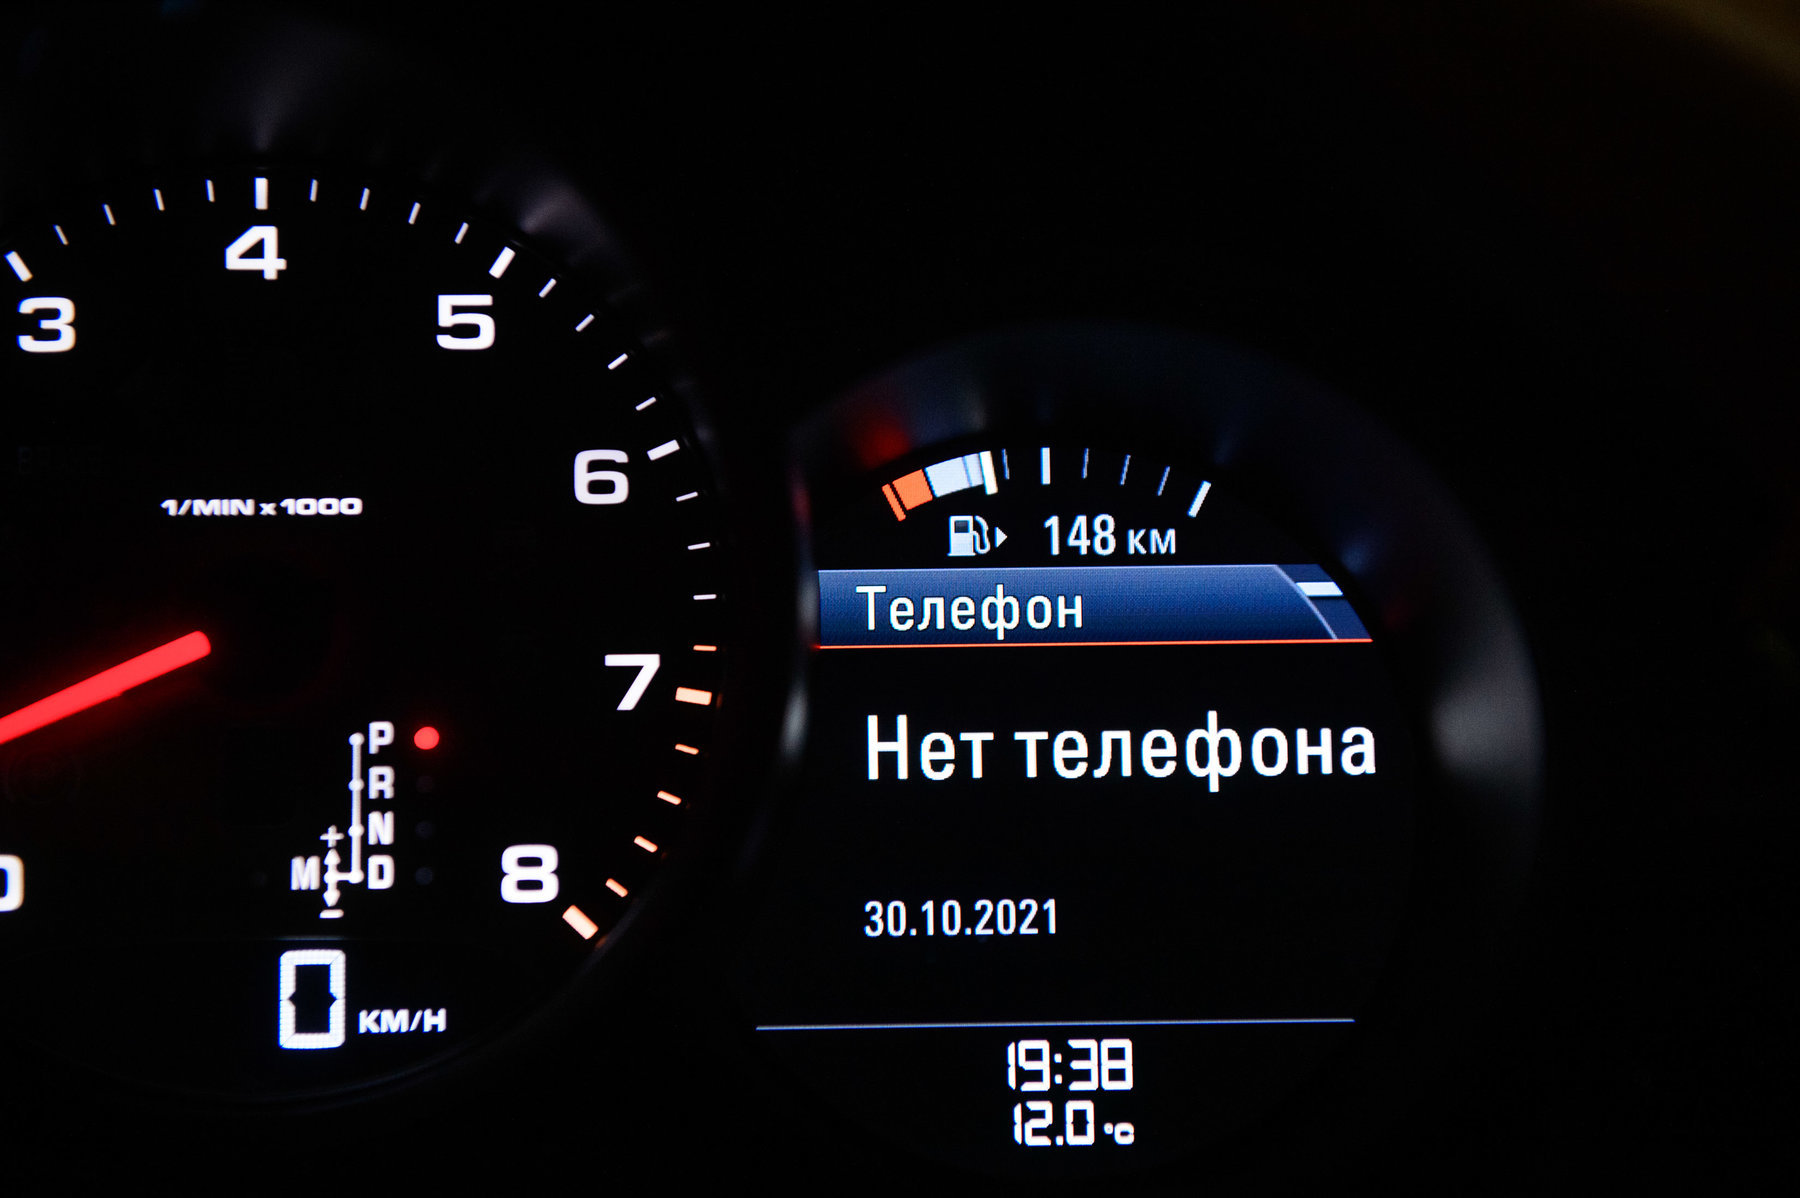 3
4
5
6
7
8
1/MIN x 1000
P
R
N
D
M
+
–
0 KM/H
148 км
Телефон
Нет телефона
30.10.2021
19:38
12.0 °C